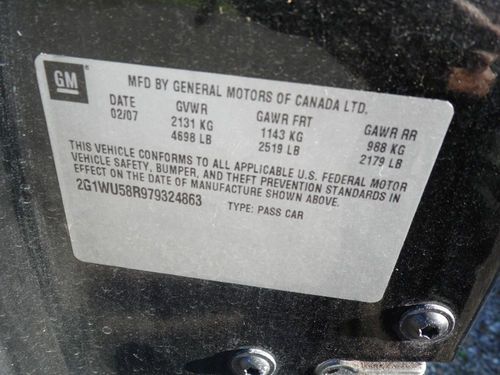 GM
MFD BY GENERAL MOTORS OF CANADA LTD.
DATE GVWR GAWR FRT GAWR RR
02/07 2131 KG 1143 KG 988 KG
4698 LB 2519 LB 2179 LB
THIS VEHICLE CONFORMS TO ALL APPLICABLE U.S. FEDERAL MOTOR
VEHICLE SAFETY, BUMPER, AND THEFT PREVENTION STANDARDS IN
EFFECT ON THE DATE OF MANUFACTURE SHOWN ABOVE.
2G1WU58R979324863 TYPE: PASS CAR